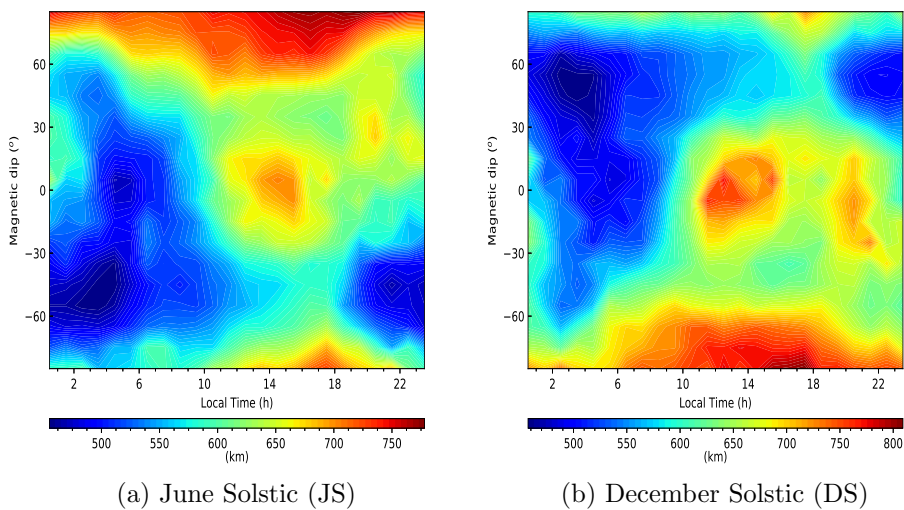 60
30
0
−30
−60
Magnetic dip (°)
2 6 10 14 18 22
Local Time (h)
500 550 600 650 700 750
(km)
(a) June Solstic (JS)
60
30
0
−30
−60
Magnetic dip (°)
2 6 10 14 18 22
Local Time (h)
500 550 600 650 700 750 800
(km)
(b) December Solstic (DS)